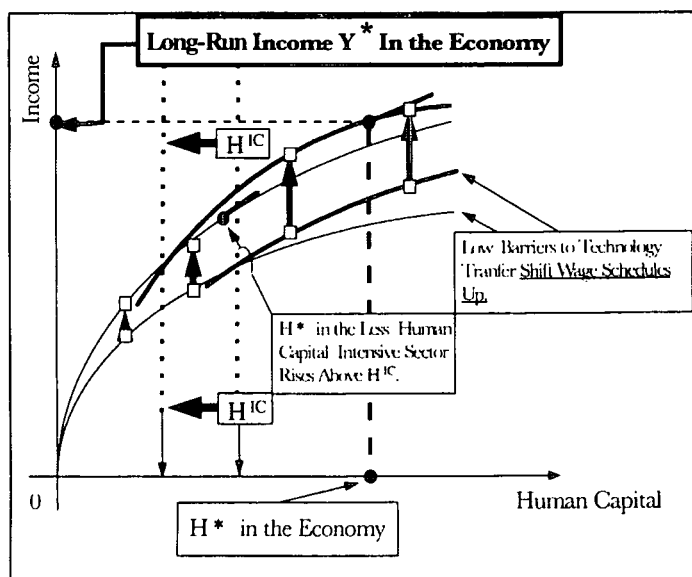 Long-Run Income Y* In the Economy
Income
H^IC
Low Barriers to Technology
Tranfer Shift Wage Schedules
Up.
H* in the Less Human
Capital Intensive Sector
Rises Above H^IC.
H^IC
0
Human Capital
H* in the Economy